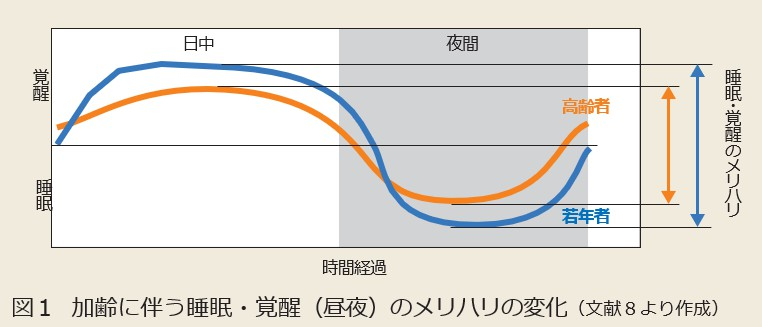 日中
夜間
覚醒
睡眠
高齢者
若年者
睡眠・覚醒のメリハリ
時間経過
図1 加齢に伴う睡眠・覚醒（昼夜）のメリハリの変化（文献８より作成）